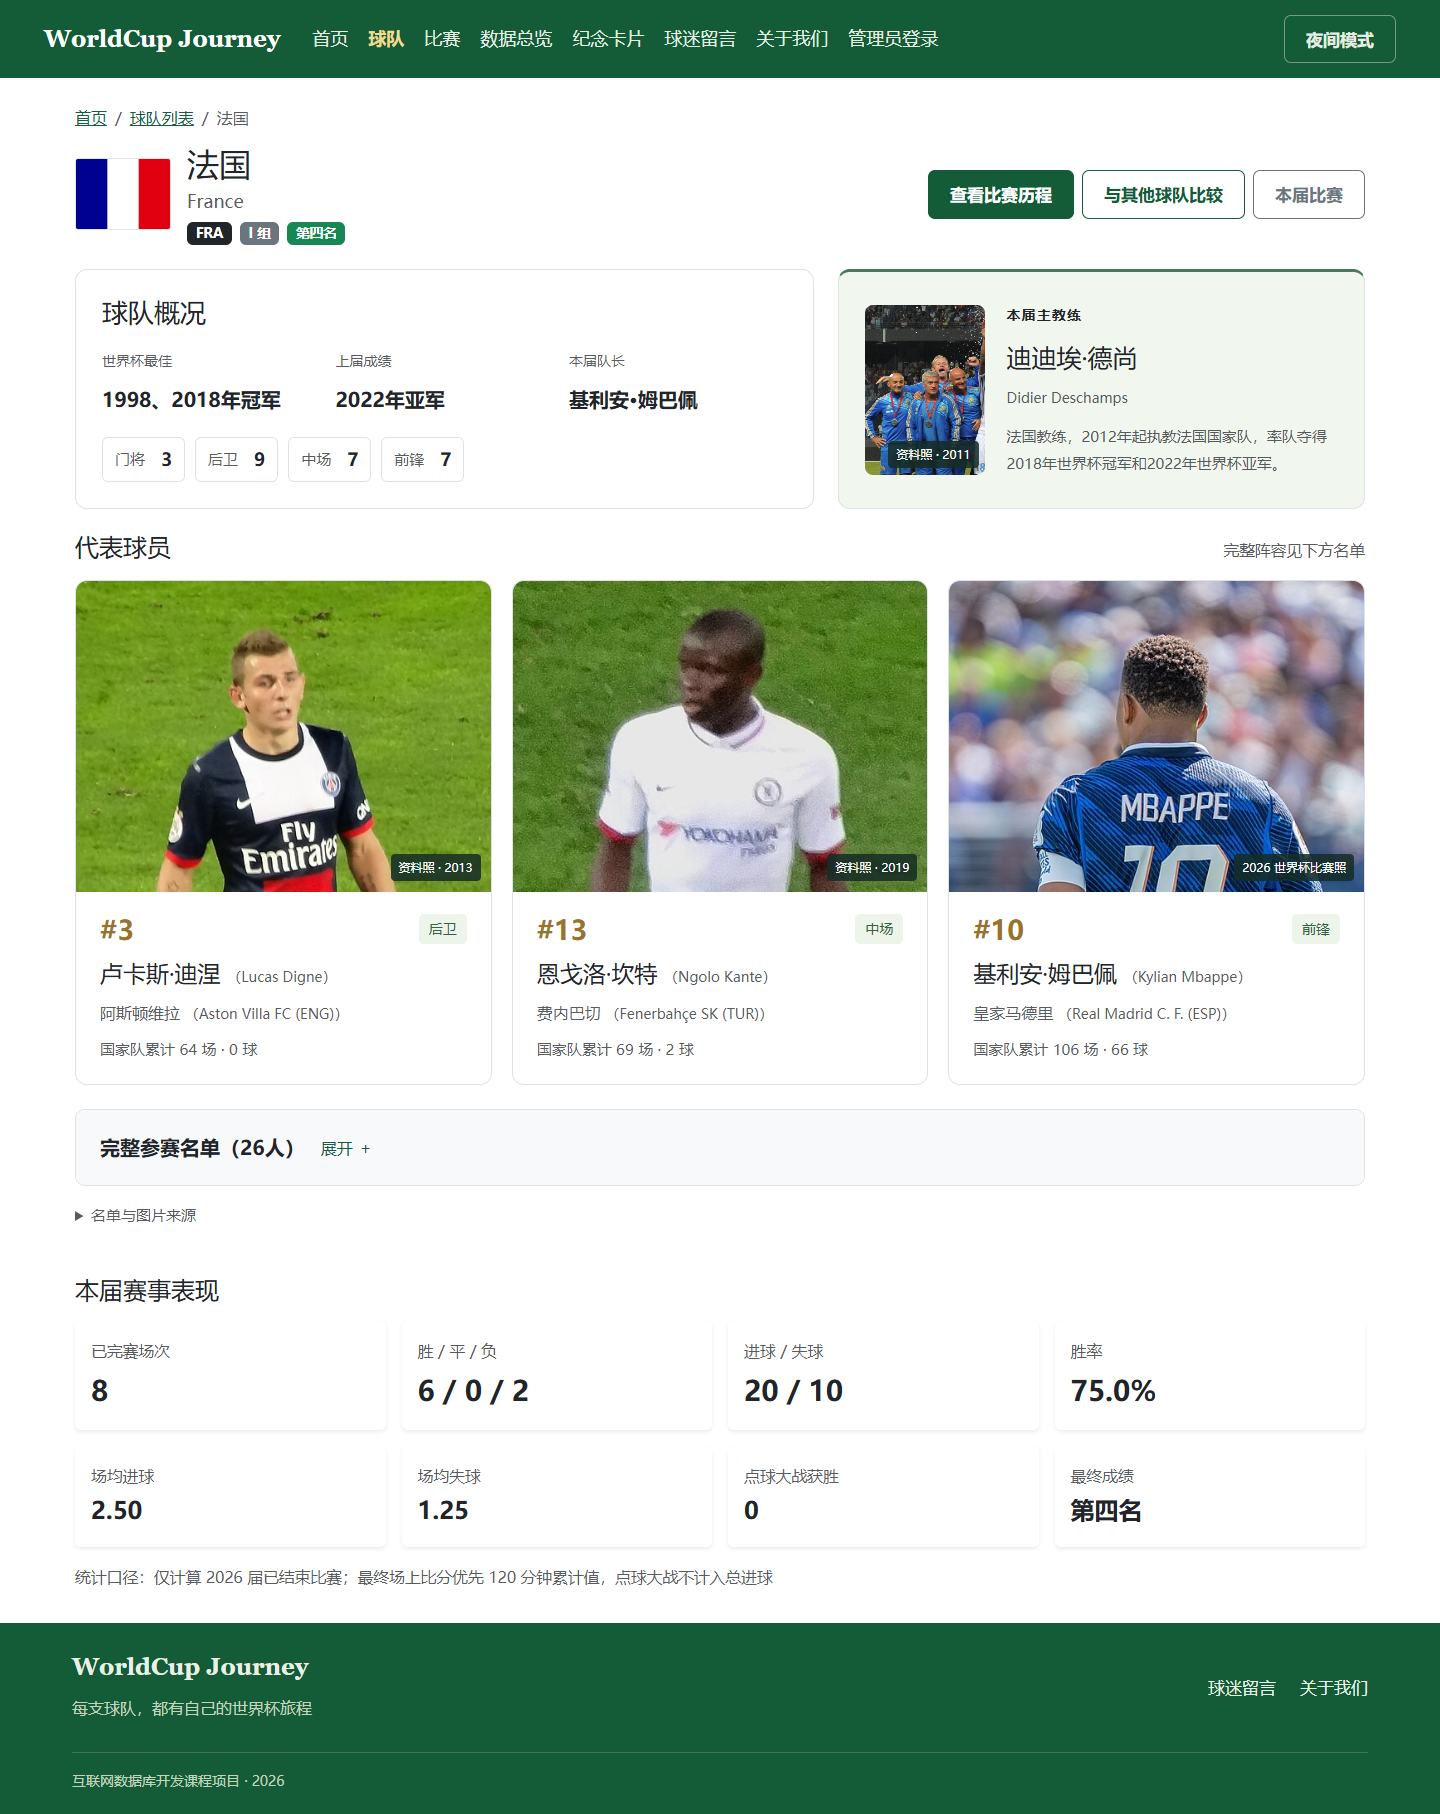 WorldCup Journey 首页 球队 比赛 数据总览 纪念卡片 球迷留言 关于我们 管理员登录 夜间模式
首页 / 球队列表 / 法国
法国
France
FRA I 组 第四名
查看比赛历程 与其他球队比较 本届比赛
球队概况
世界杯最佳 上届成绩 本届队长
1998、2018年冠军 2022年亚军 基利安•姆巴佩
门将 3 后卫 9 中场 7 前锋 7
资料照 · 2011
本届主教练
迪迪埃·德尚
Didier Deschamps
法国教练，2012年起执教法国国家队，率队夺得
2018年世界杯冠军和2022年世界杯亚军。
代表球员 完整阵容见下方名单
Fly
Emirates
资料照 · 2013
YOKOHAMA
资料照 · 2019
MBAPPE
10
2026 世界杯比赛照
#3 后卫
卢卡斯·迪涅 （Lucas Digne）
阿斯顿维拉 （Aston Villa FC (ENG)）
国家队累计 64 场 · 0 球
#13 中场
恩戈洛·坎特 （Ngolo Kante）
费内巴切 （Fenerbahçe SK (TUR)）
国家队累计 69 场 · 2 球
#10 前锋
基利安·姆巴佩 （Kylian Mbappe）
皇家马德里 （Real Madrid C. F. (ESP)）
国家队累计 106 场 · 66 球
完整参赛名单（26人） 展开 +
▶ 名单与图片来源
本届赛事表现
已完赛场次 胜 / 平 / 负 进球 / 失球 胜率
8 6 / 0 / 2 20 / 10 75.0%
场均进球 场均失球 点球大战获胜 最终成绩
2.50 1.25 0 第四名
统计口径：仅计算 2026 届已结束比赛；最终场上比分优先 120 分钟累计值，点球大战不计入总进球
WorldCup Journey
每支球队，都有自己的世界杯旅程
球迷留言 关于我们
互联网数据库开发课程项目 · 2026